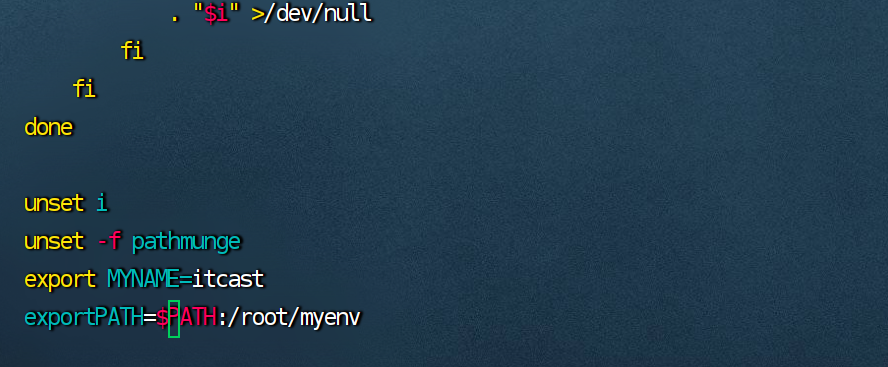 . "$i" >/dev/null
fi
fi
done
unset i
unset -f pathmunge
export MYNAME=itcast
exportPATH=$PATH:/root/myenv